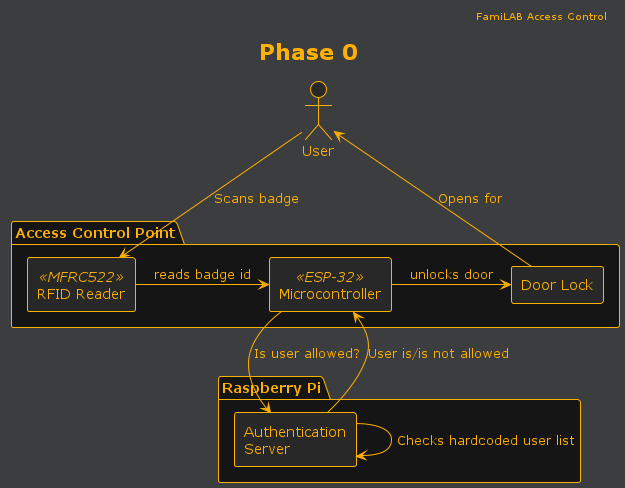 FamiLAB Access Control
Phase 0
User
Scans badge
Opens for
Access Control Point
«MFRC522»
RFID Reader
reads badge id
«ESP-32»
Microcontroller
unlocks door
Door Lock
Is user allowed?
User is/is not allowed
Raspberry Pi
Authentication
Server
Checks hardcoded user list